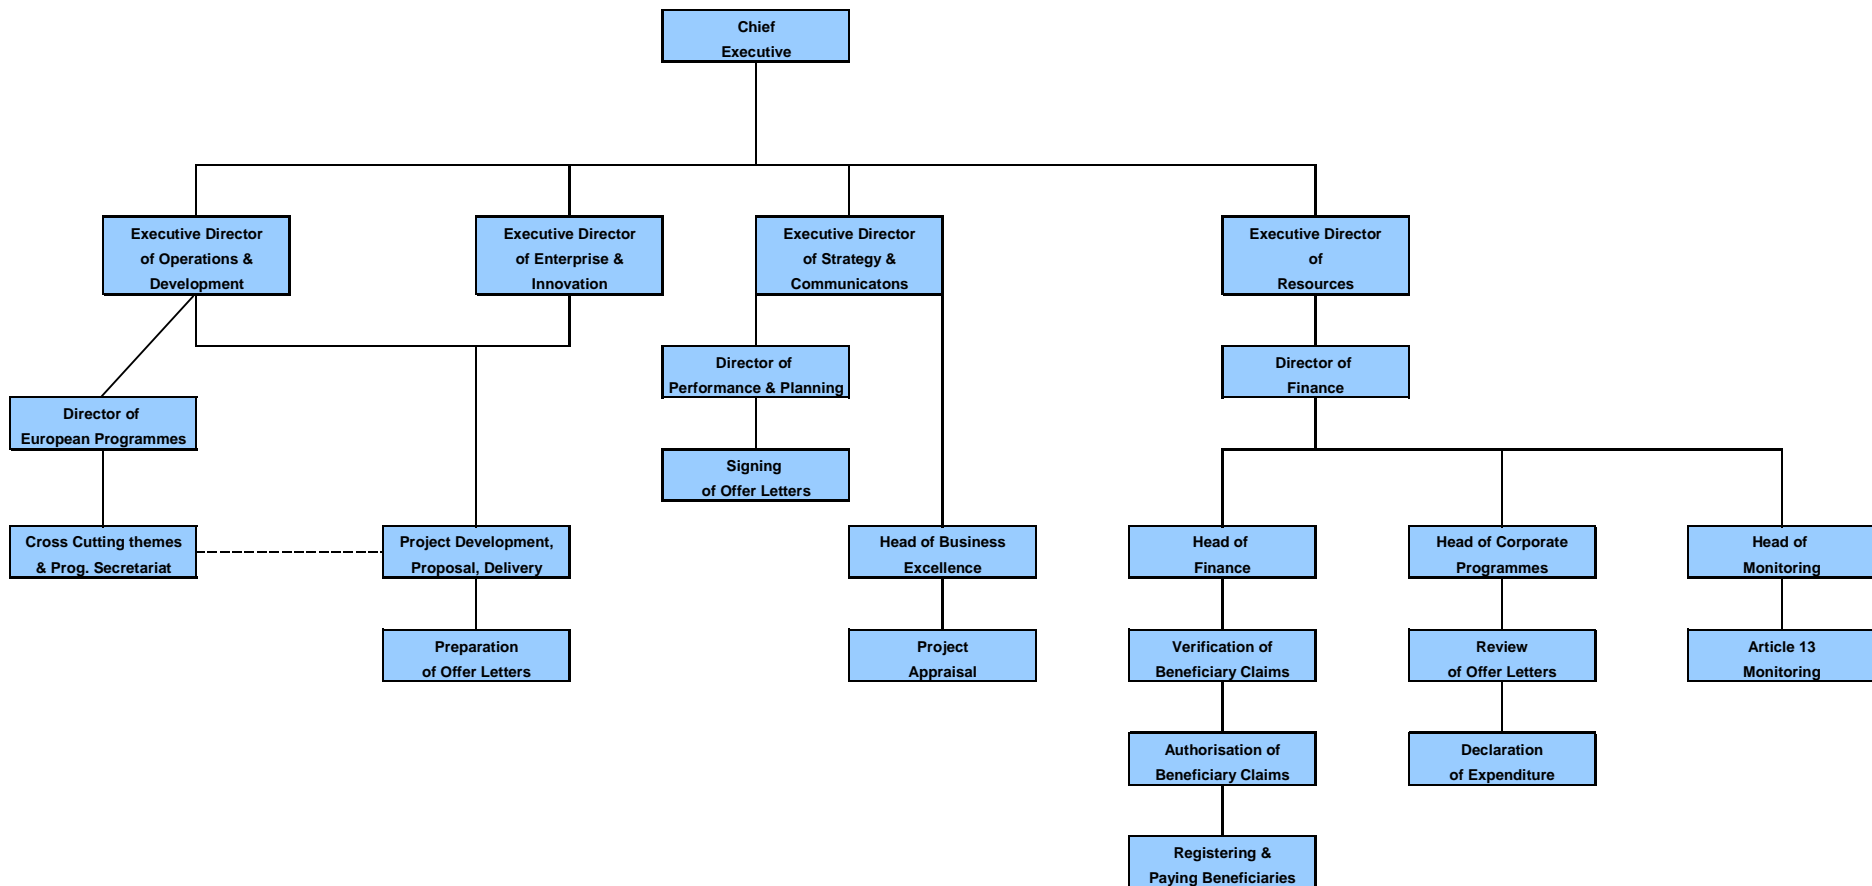 Chief
Executive
Executive Director
of Operations &
Development
Executive Director
of Enterprise &
Innovation
Executive Director
of Strategy &
Communicatons
Executive Director
of
Resources
Director of
Performance & Planning
Director of
Finance
Director of
European Programmes
Signing
of Offer Letters
Cross Cutting themes
& Prog. Secretariat
Project Development,
Proposal, Delivery
Head of Business
Excellence
Head of
Finance
Head of Corporate
Programmes
Head of
Monitoring
Preparation
of Offer Letters
Project
Appraisal
Verification of
Beneficiary Claims
Review
of Offer Letters
Article 13
Monitoring
Authorisation of
Beneficiary Claims
Declaration
of Expenditure
Registering &
Paying Beneficiaries